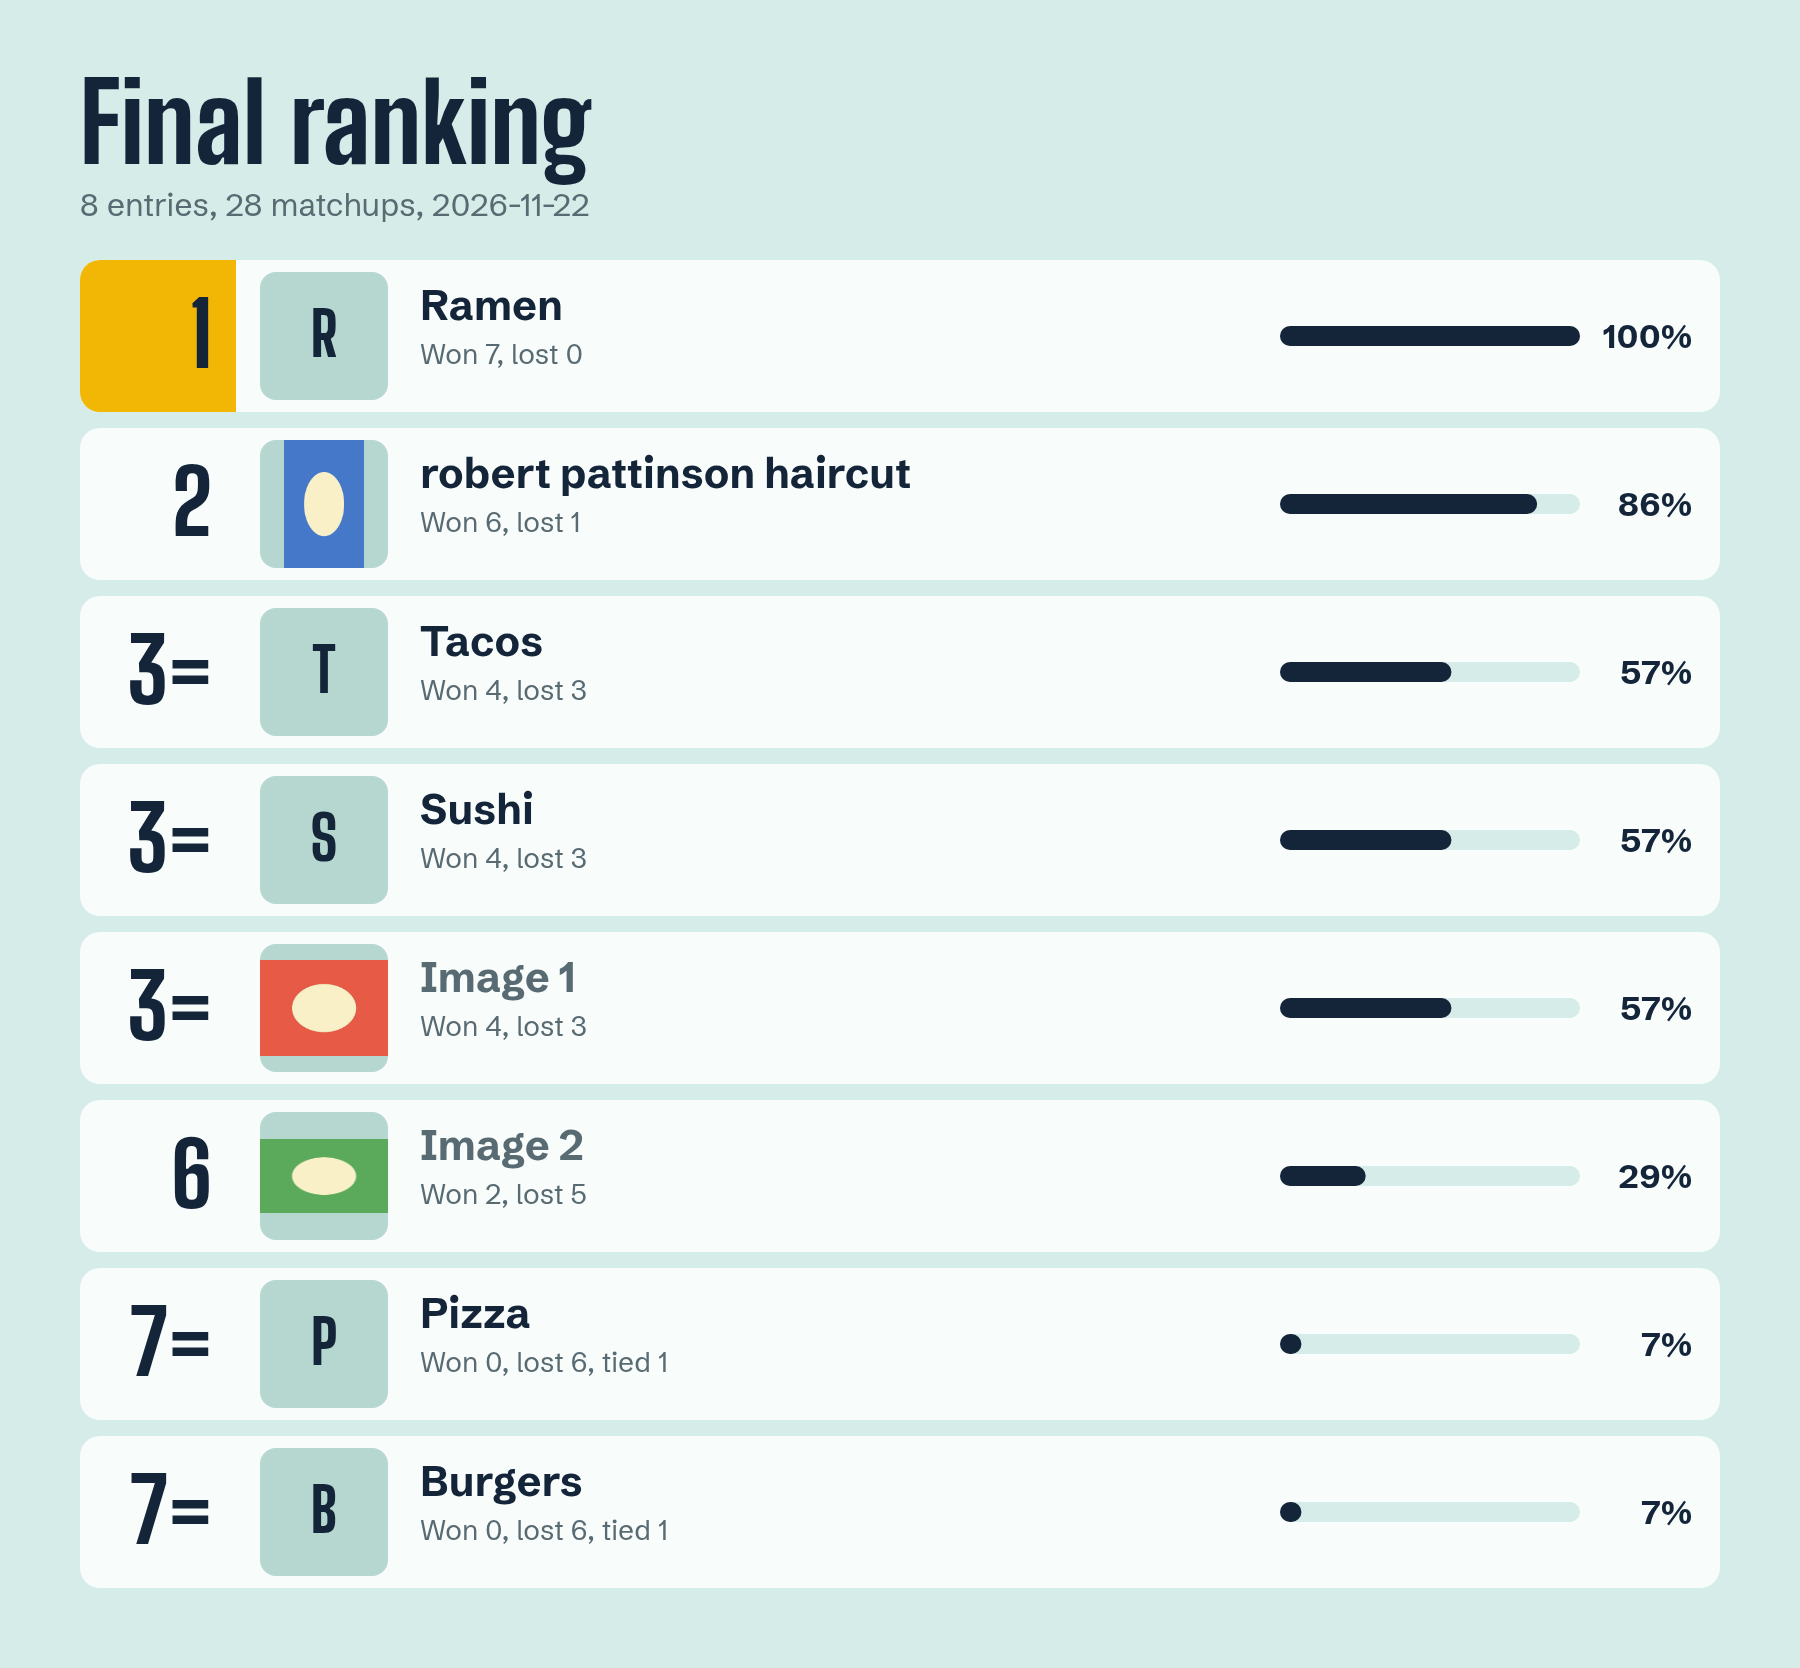 Final ranking
8 entries, 28 matchups, 2026-11-22
1
R
Ramen
Won 7, lost 0
100%
2
robert pattinson haircut
Won 6, lost 1
86%
3=
T
Tacos
Won 4, lost 3
57%
3=
S
Sushi
Won 4, lost 3
57%
3=
Image 1
Won 4, lost 3
57%
6
Image 2
Won 2, lost 5
29%
7=
P
Pizza
Won 0, lost 6, tied 1
7%
7=
B
Burgers
Won 0, lost 6, tied 1
7%